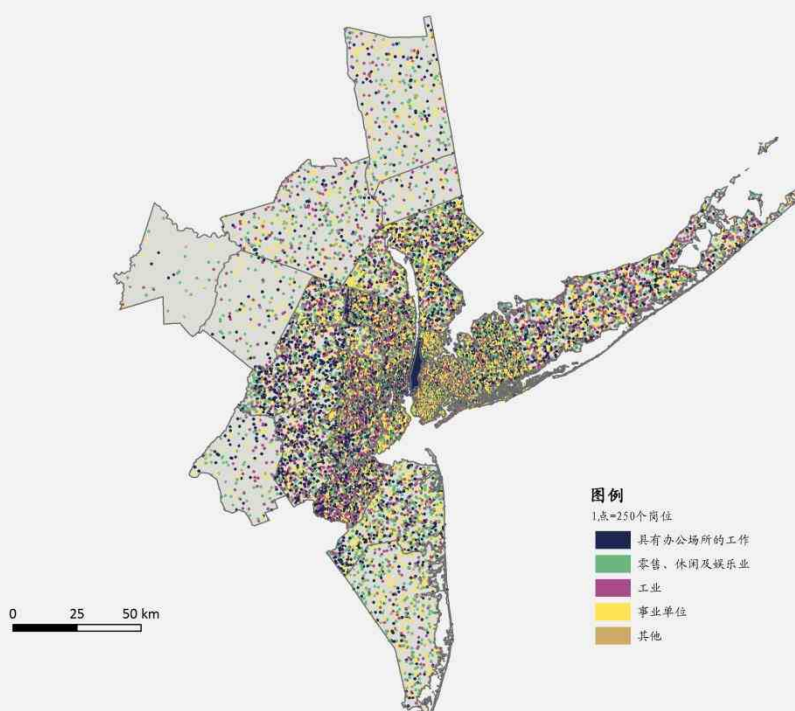 图例
1点=250个岗位
具有办公场所的工作
零售、休闲及娱乐业
工业
事业单位
其他
0 25 50 km